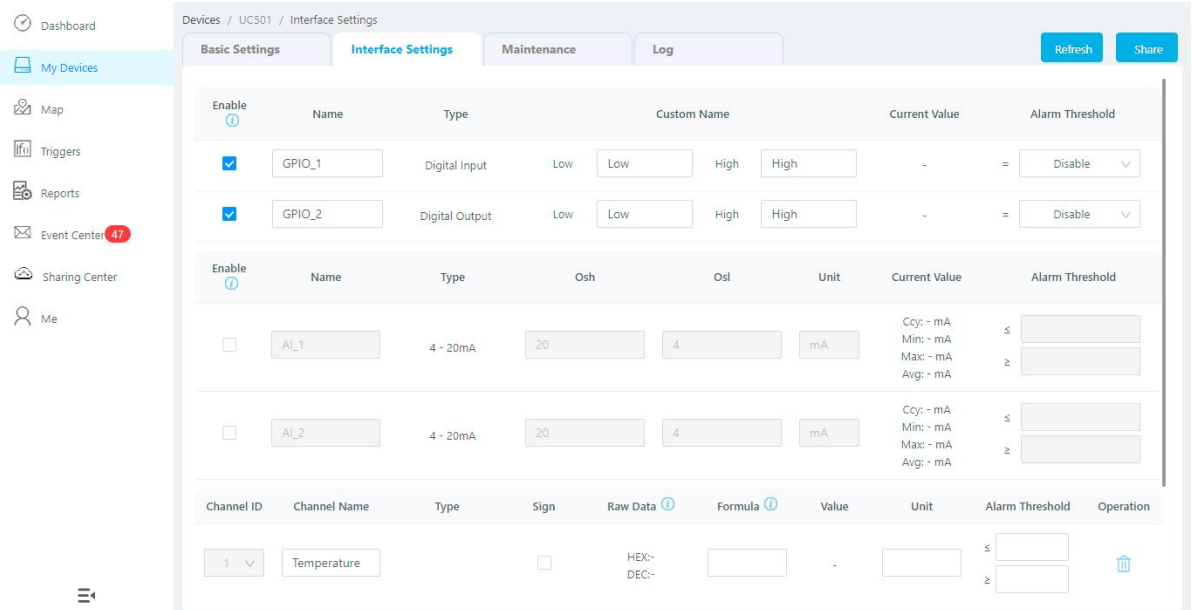 Dashboard
My Devices
Map
Triggers
Reports
Event Center 47
Sharing Center
Me
Devices / UC501 / Interface Settings
Basic Settings Interface Settings Maintenance Log Refresh Share
Enable Name Type Custom Name Current Value Alarm Threshold
GPIO_1 Digital Input Low Low High High - = Disable
GPIO_2 Digital Output Low Low High High - = Disable
Enable Name Type Osh Osl Unit Current Value Alarm Threshold
AI_1 4 - 20mA 20 4 mA
Ccy: - mA
Min: - mA
Max: - mA
Avg: - mA
≤
≥
AI_2 4 - 20mA 20 4 mA
Ccy: - mA
Min: - mA
Max: - mA
Avg: - mA
≤
≥
Channel ID Channel Name Type Sign Raw Data Formula Value Unit Alarm Threshold Operation
1 Temperature
HEX:-
DEC:-
-
≤
≥